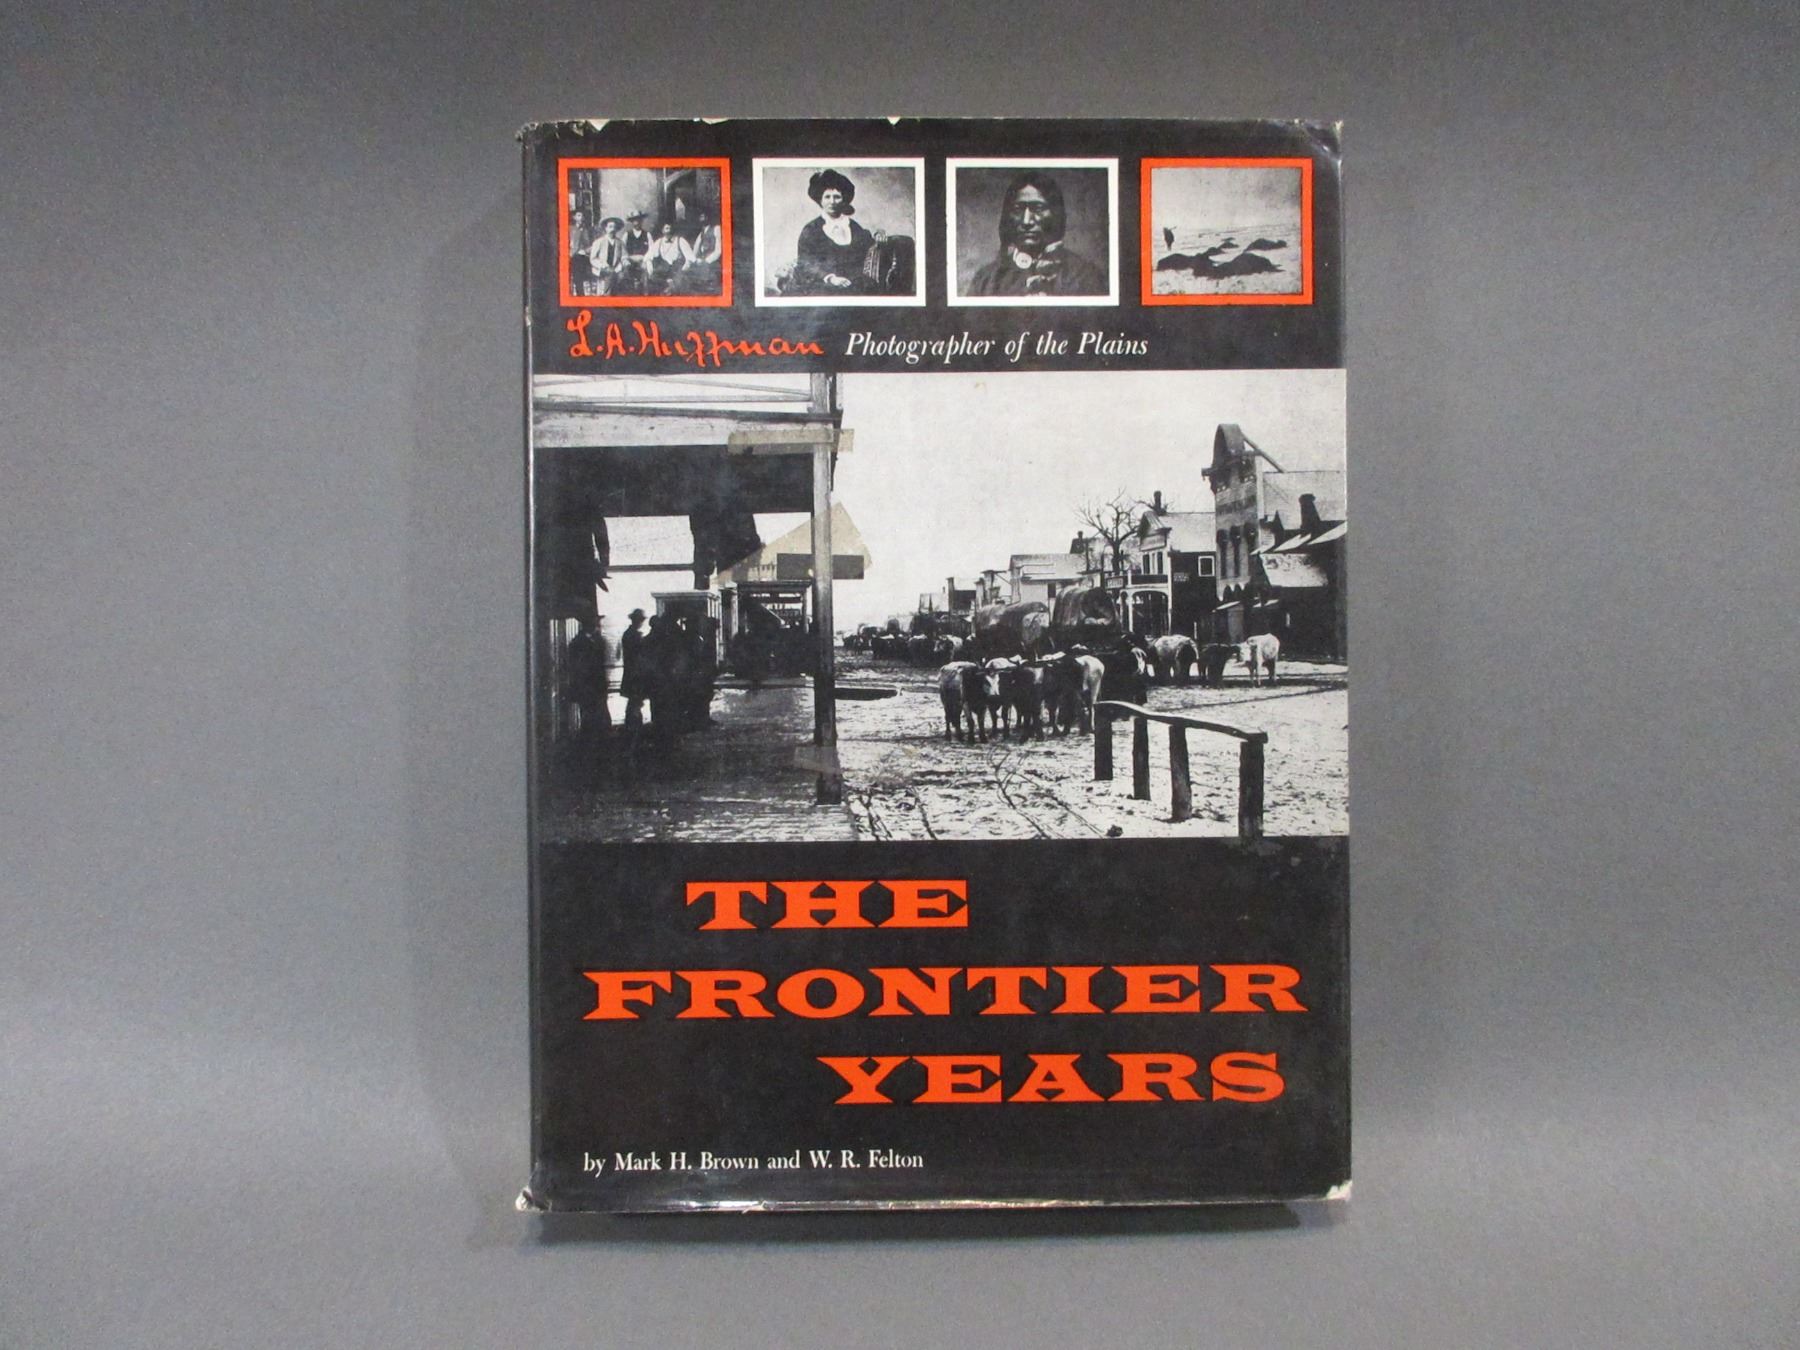 L.A. Huffman Photographer of the Plains
THE
FRONTIER
YEARS
by Mark H. Brown and W. R. Felton